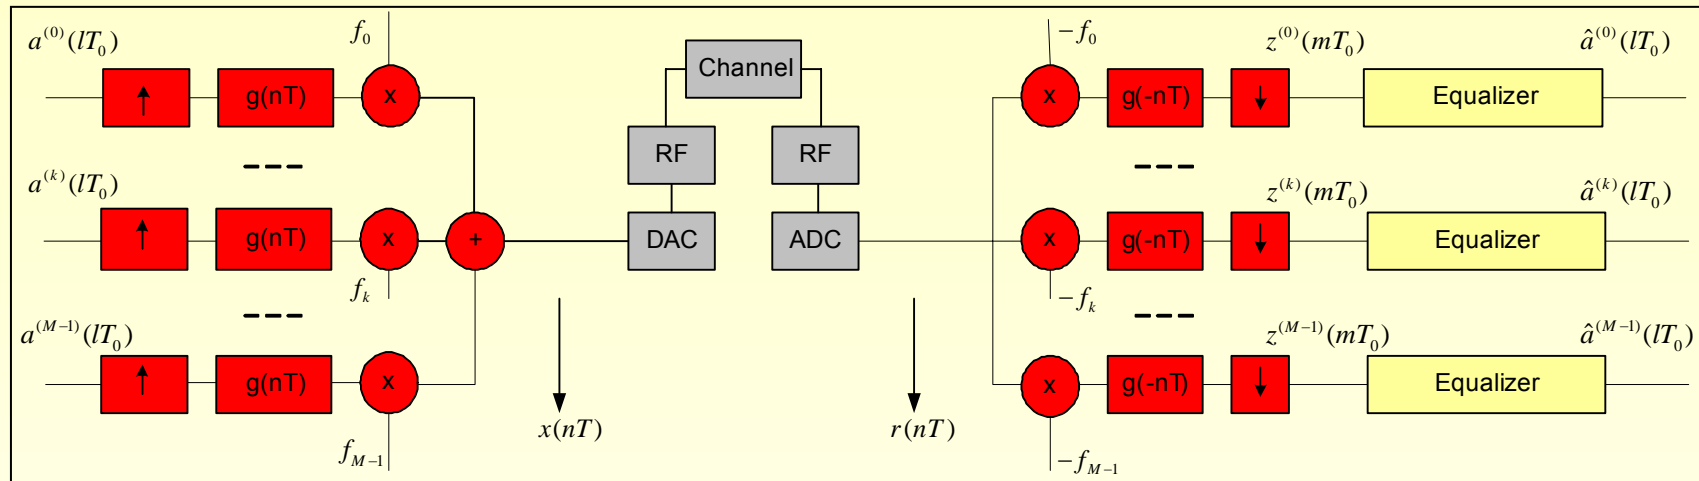 a^{(0)}(lT_0) f_0 -f_0 z^{(0)}(mT_0) â^{(0)}(lT_0)
↑ g(nT) x Channel x g(-nT) ↓ Equalizer
RF RF
a^{(k)}(lT_0) z^{(k)}(mT_0) â^{(k)}(lT_0)
↑ g(nT) x + DAC ADC x g(-nT) ↓ Equalizer
f_k -f_k
a^{(M-1)}(lT_0) z^{(M-1)}(mT_0) â^{(M-1)}(lT_0)
↑ g(nT) x x g(-nT) ↓ Equalizer
x(nT) r(nT)
f_{M-1} -f_{M-1}